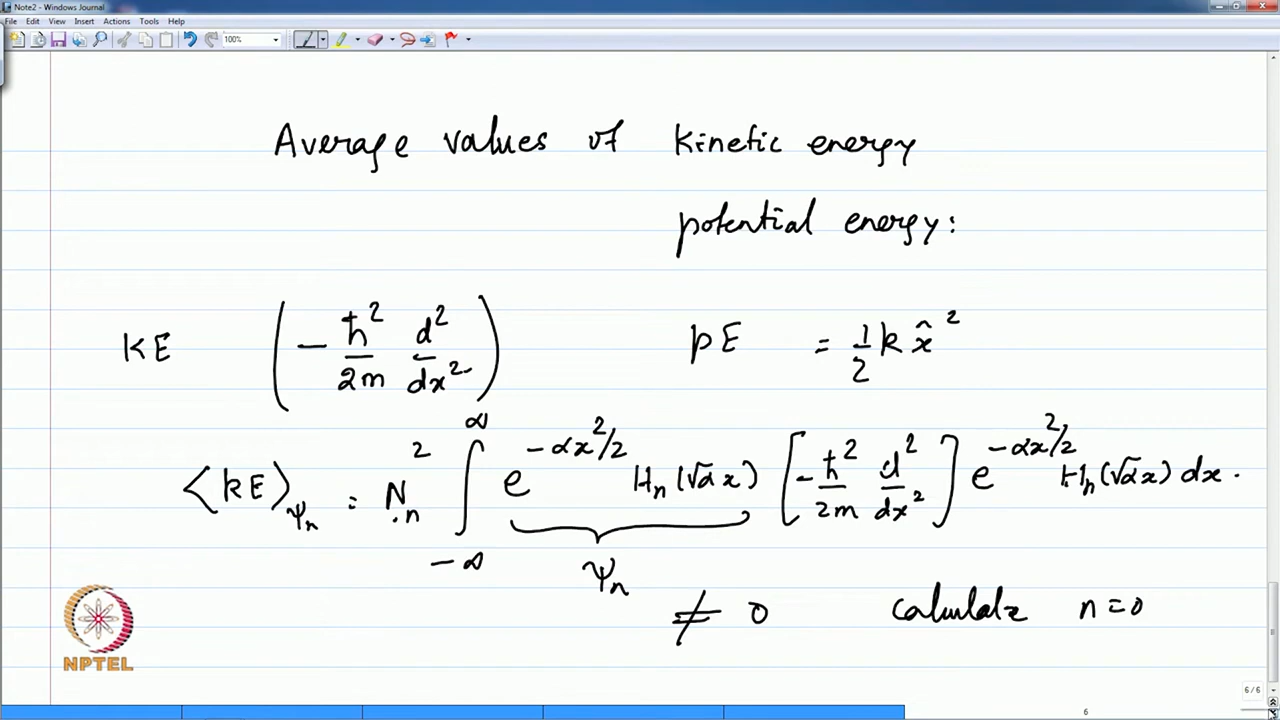 Note2 - Windows Journal
File Edit View Insert Actions Tools Help
100%
Average values of kinetic energy
potential energy:
KE (-ħ²/2m d²/dx²) PE = 1/2 k x̂²
⟨KE⟩ψₙ = Nₙ² ∫_{-∞}^{∞} e^{-αx²/2} Hₙ(√α x) [-ħ²/2m d²/dx²] e^{-αx²/2} Hₙ(√α x) dx.
ψₙ
≠ 0 calculate n=0
NPTEL
6/6
6